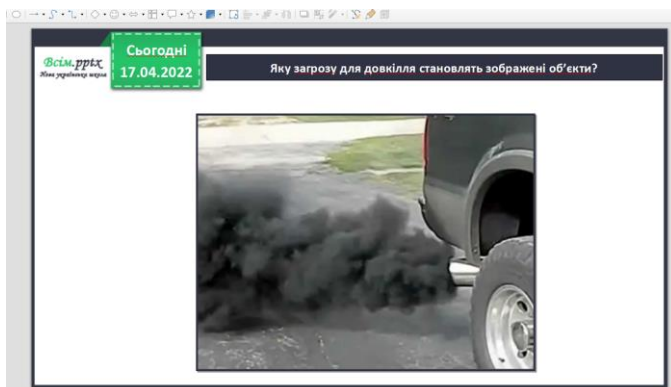 Всім.pptx
Нова українська школа
Сьогодні
17.04.2022
Яку загрозу для довкілля становлять зображені об’єкти?